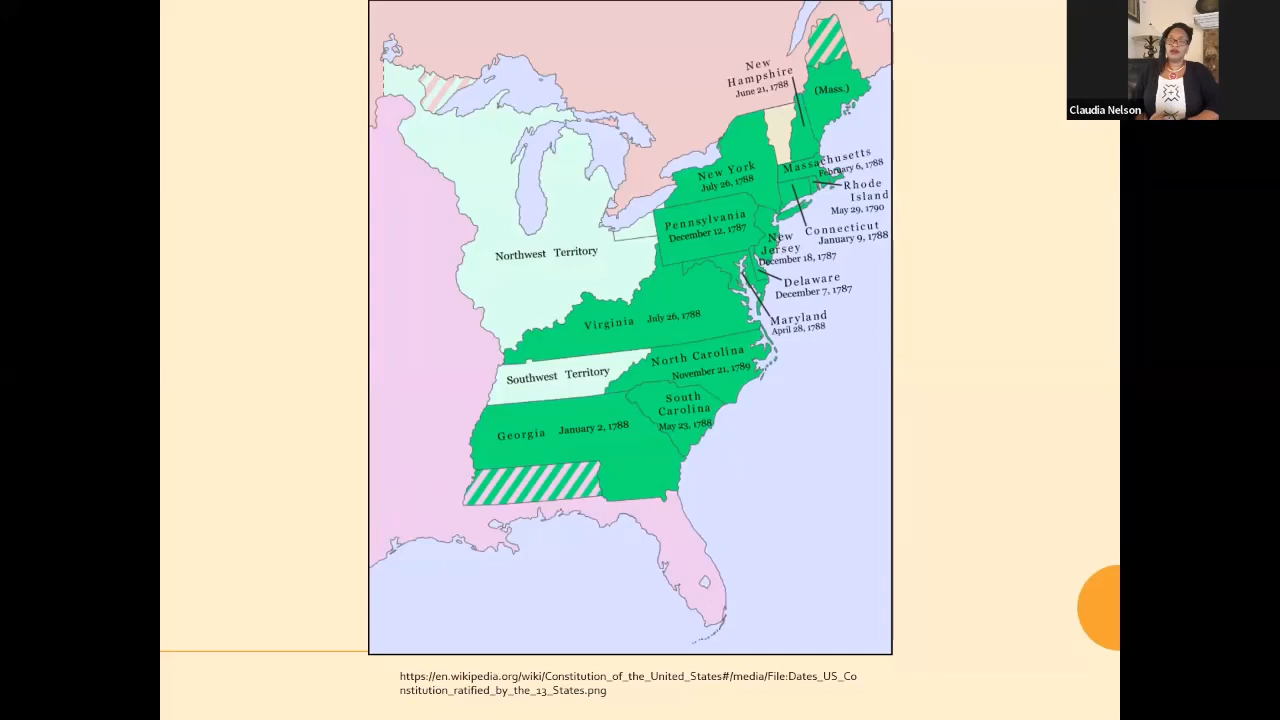 Claudia Nelson
New
Hampshire
June 21, 1788
(Mass.)
Massachusetts
February 6, 1788
New York
July 26, 1788
Rhode
Island
May 29, 1790
Pennsylvania
December 12, 1787
Connecticut
January 9, 1788
New
Jersey
December 18, 1787
Northwest Territory
Delaware
December 7, 1787
Virginia July 26, 1788
Maryland
April 28, 1788
North Carolina
November 21, 1789
Southwest Territory
South
Carolina
May 23, 1788
Georgia January 2, 1788
https://en.wikipedia.org/wiki/Constitution_of_the_United_States#/media/File:Dates_US_Co
nstitution_ratified_by_the_13_States.png